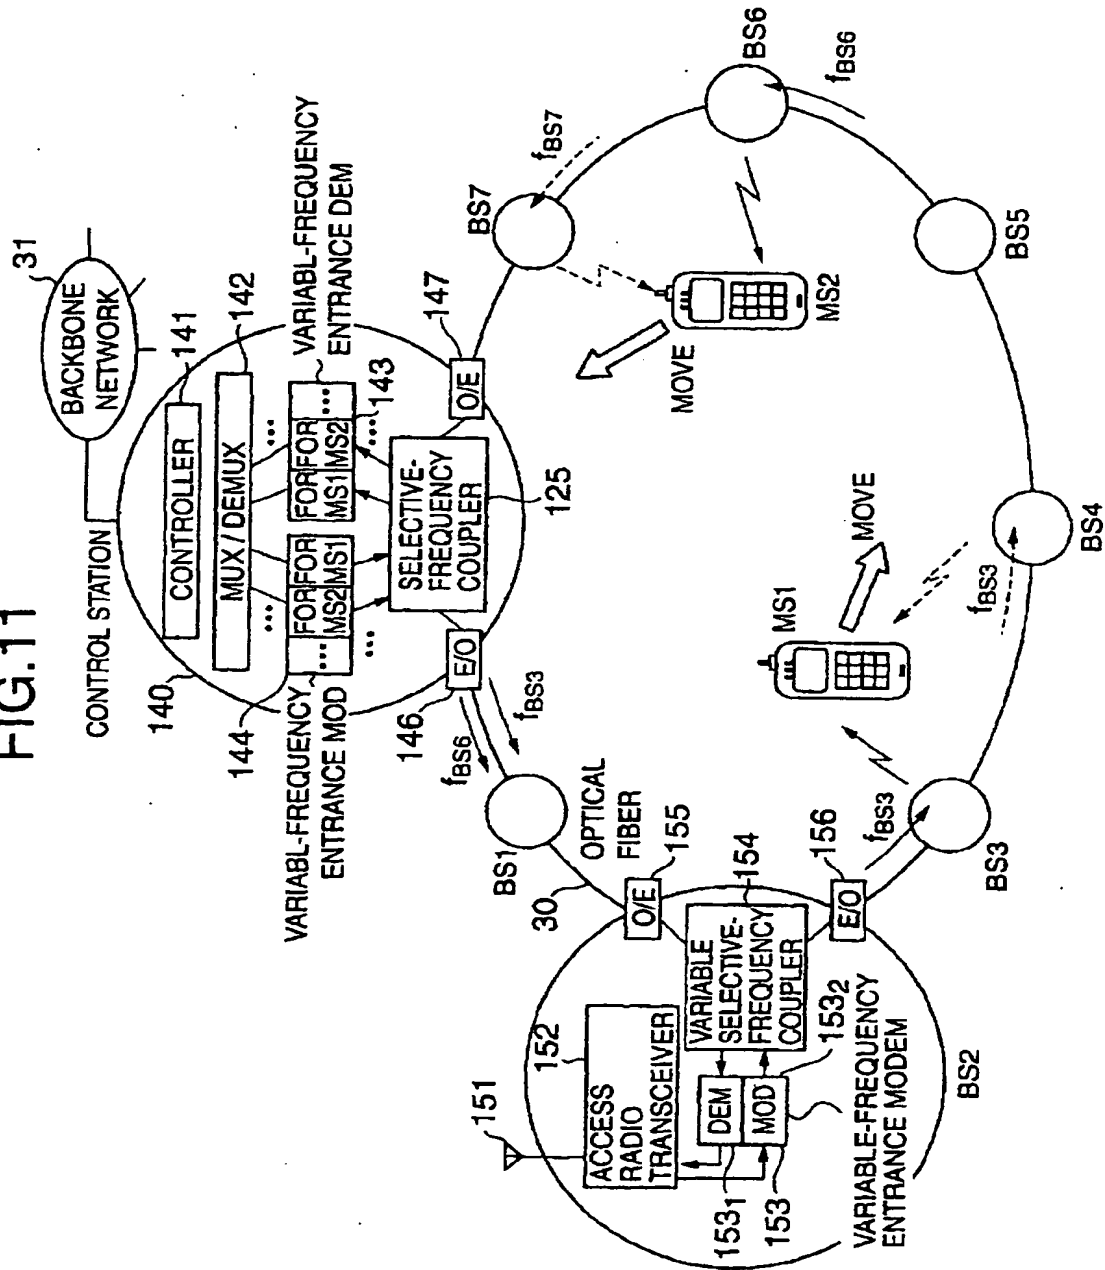 FIG.11
CONTROL STATION
BACKBONE
NETWORK
31
140
CONTROLLER
141
MUX / DEMUX
142
144
VARIABLE-FREQUENCY
ENTRANCE MOD
...
...
...
FOR
MS2
FOR
MS1
FOR
MS1
FOR
MS2
...
...
...
143
VARIABL-FREQUENCY
ENTRANCE DEM
SELECTIVE-
FREQUENCY
COUPLER
125
146
E/O
O/E
147
fBS6
fBS3
BS1
30
OPTICAL
FIBER
O/E
155
VARIABLE
SELECTIVE-
FREQUENCY
COUPLER
154
E/O
156
151
152
ACCESS
RADIO
TRANSCEIVER
DEM
MOD
153₁
153
153₂
VARIABLE-FREQUENCY
ENTRANCE MODEM
BS2
fBS3
BS3
MS1
MOVE
fBS3
BS4
BS5
MOVE
MS2
BS7
fBS7
BS6
fBS6